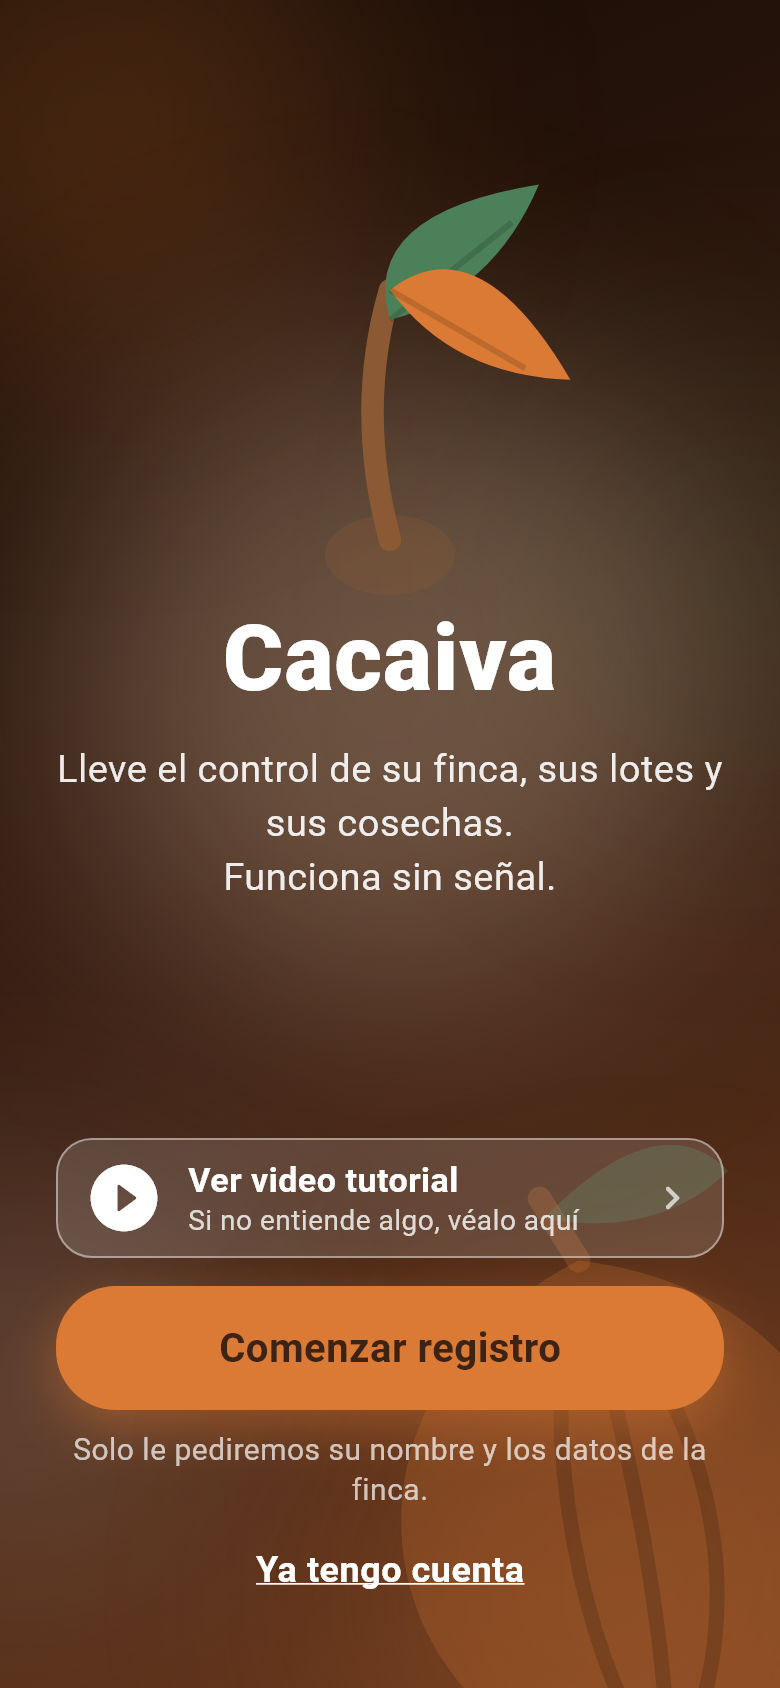 Cacaiva
Lleve el control de su finca, sus lotes y
sus cosechas.
Funciona sin señal.
Ver video tutorial
Si no entiende algo, véalo aquí
Comenzar registro
Solo le pediremos su nombre y los datos de la
finca.
Ya tengo cuenta